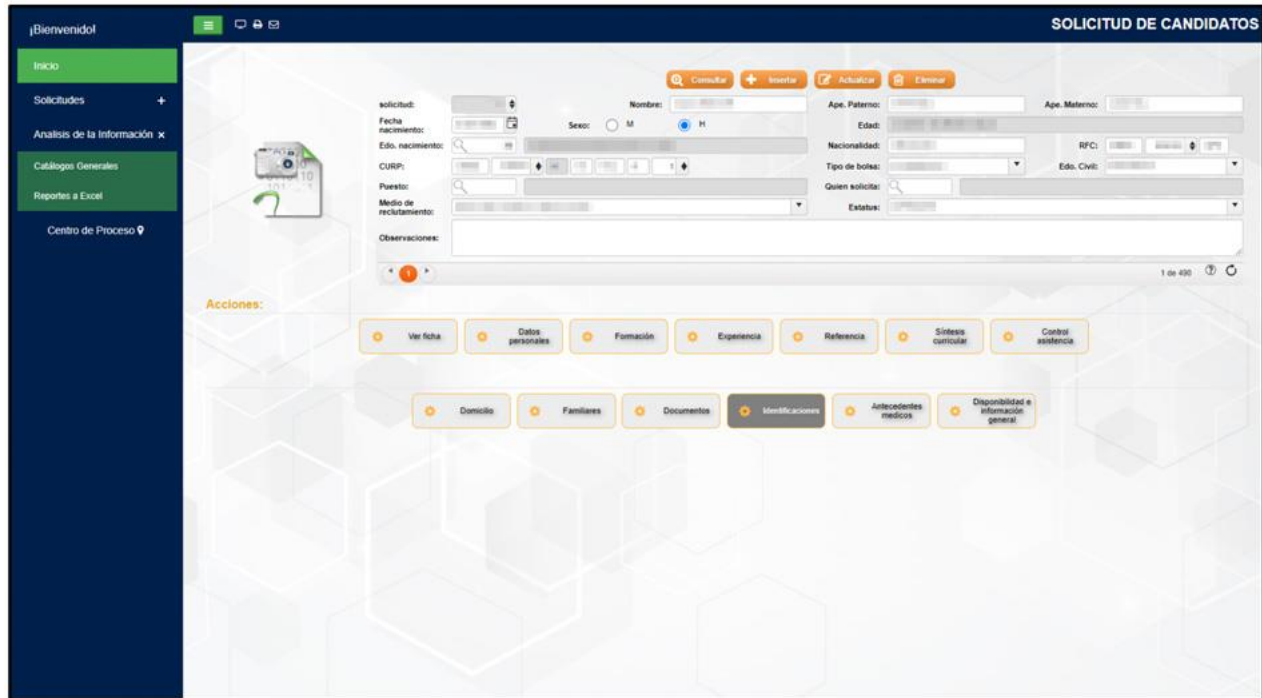 ¡Bienvenido!
SOLICITUD DE CANDIDATOS
Inicio
Solicitudes +
Analisis de la Información x
Catálogos Generales
Reportes a Excel
Centro de Proceso
Consultar Insertar Actualizar Eliminar
solicitud: Nombre: Ape. Paterno: Ape. Materno:
Fecha nacimiento: Sexo: M H Edad:
Edo. nacimiento: Nacionalidad: RFC:
CURP: Tipo de bolsa: Edo. Civil:
Puesto: Quien solicita:
Medio de reclutamiento: Estatus:
Observaciones:
1 1 de 490
Acciones:
Ver ficha Datos personales Formación Experiencia Referencia Síntesis curricular Control asistencia
Domicilio Familiares Documentos Identificaciones Antecedentes medicos Disponibilidad e información general